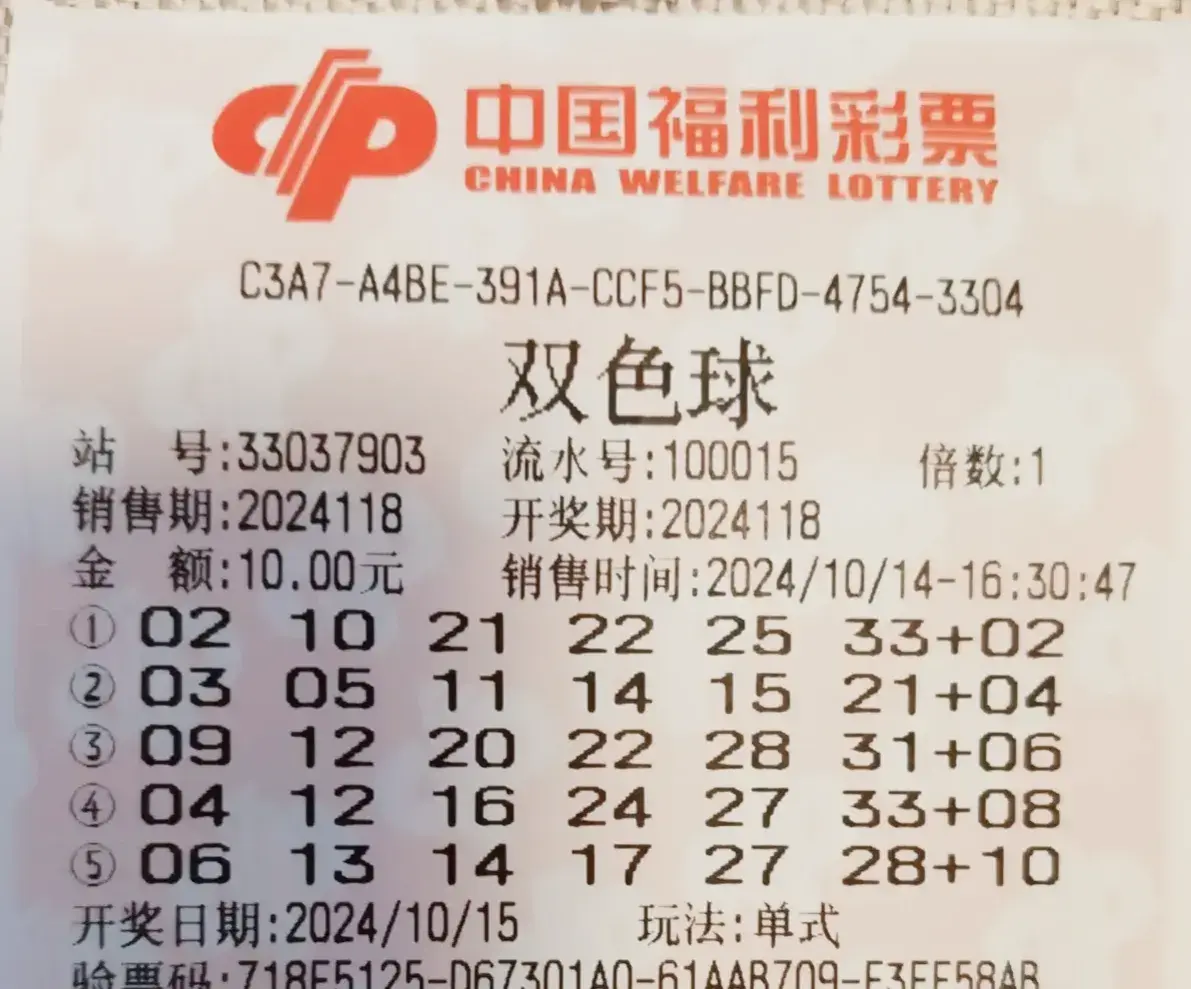 中国福利彩票
CHINA WELFARE LOTTERY
C3A7-A4BE-391A-CCF5-BBFD-4754-3304
双色球
站 号:33037903 流水号:100015 倍数:1
销售期:2024118 开奖期:2024118
金 额:10.00元 销售时间:2024/10/14-16:30:47
① 02 10 21 22 25 33+02
② 03 05 11 14 15 21+04
③ 09 12 20 22 28 31+06
④ 04 12 16 24 27 33+08
⑤ 06 13 14 17 27 28+10
开奖日期:2024/10/15 玩法:单式
验票码: